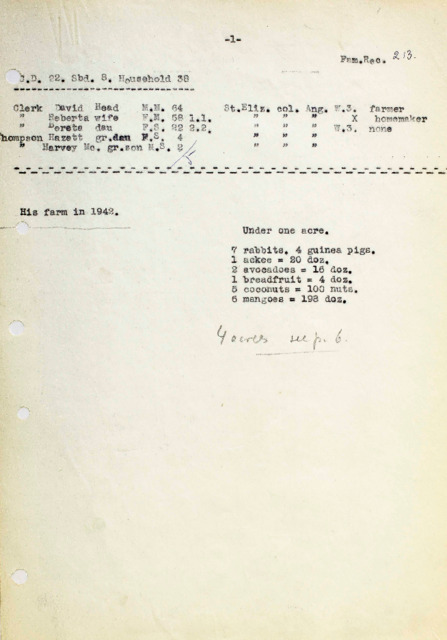 -1-
Fam.Rec. 213.
C.D. 22. Sbd. 8. Household 38
Clerk David Head M.M. 64 St.Eliz. col. Ang. W.3. farmer
" Reberta wife F.M. 58 1.1. " " " X homemaker
" Berets dau F.S. 22 2.2. " " " W.3. none
Thompson Hazett gr.dau F.S. 4 " " "
" Harvey Mc. gr.son M.S. 2 " " "
His farm in 1942.
Under one acre.
7 rabbits. 4 guinea pigs.
1 ackee = 20 doz.
2 avocadoes = 16 doz.
1 breadfruit = 4 doz.
5 coconuts = 100 nuts.
6 mangoes = 198 doz.
4 acres see p. 6.